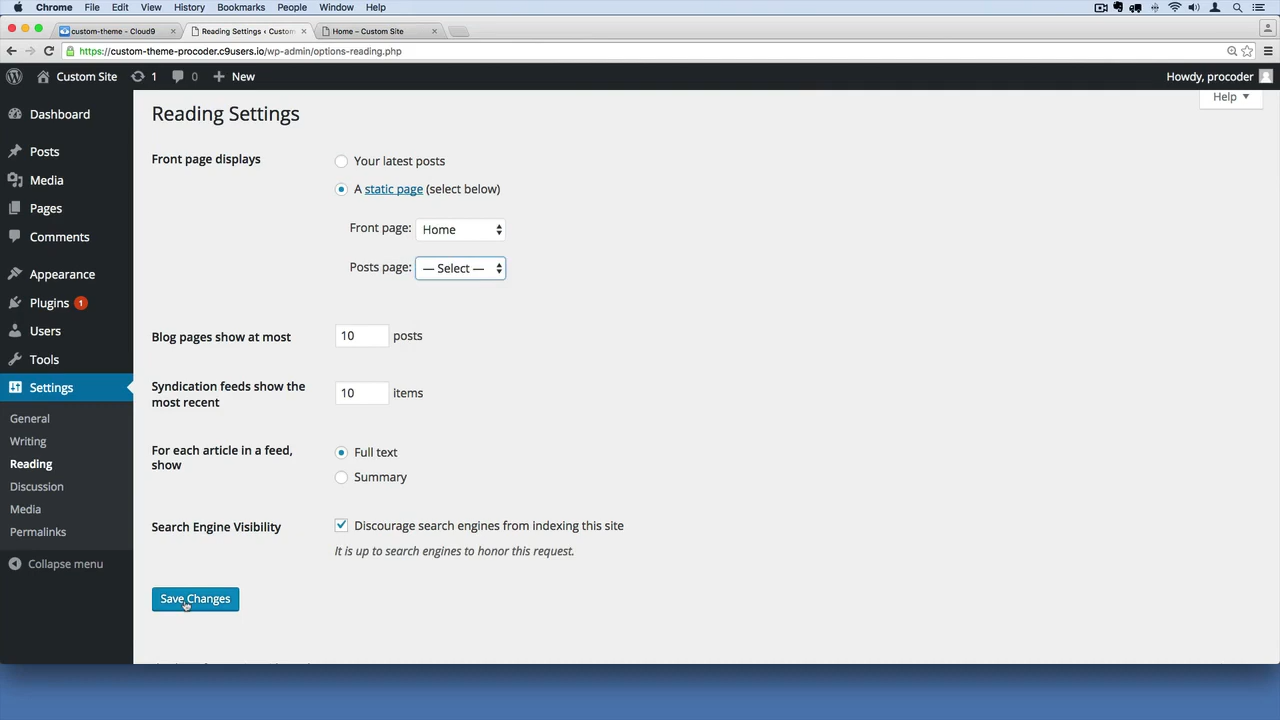 Chrome File Edit View History Bookmarks People Window Help
custom-theme - Cloud9
Reading Settings ‹ Custom
Home – Custom Site
https://custom-theme-procoder.c9users.io/wp-admin/options-reading.php
Custom Site 1 0 New Howdy, procoder
Help
Reading Settings
Dashboard
Posts
Media
Pages
Comments
Appearance
Plugins 1
Users
Tools
Settings
General
Writing
Reading
Discussion
Media
Permalinks
Collapse menu
Front page displays
Your latest posts
A static page (select below)
Front page: Home
Posts page: — Select —
Blog pages show at most 10 posts
Syndication feeds show the
most recent
10 items
For each article in a feed,
show
Full text
Summary
Search Engine Visibility
Discourage search engines from indexing this site
It is up to search engines to honor this request.
Save Changes